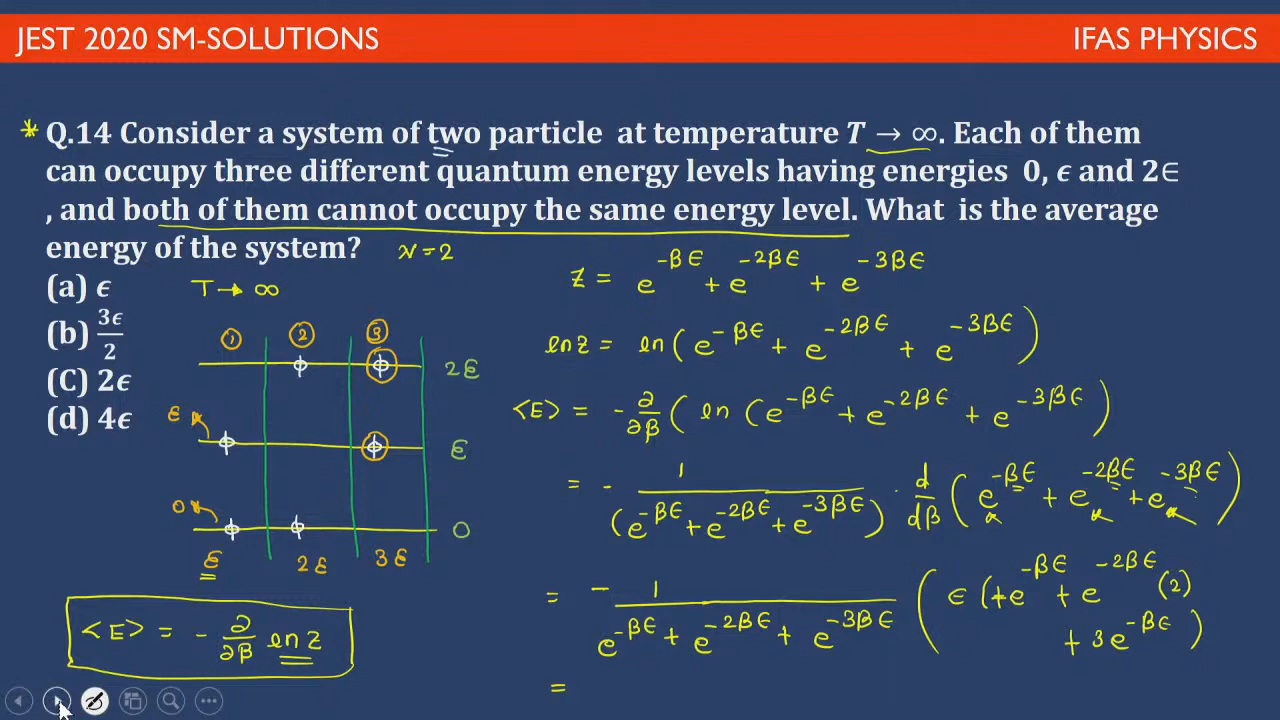 JEST 2020 SM-SOLUTIONS
IFAS PHYSICS
* Q.14 Consider a system of two particle at temperature T → ∞. Each of them
can occupy three different quantum energy levels having energies 0, ϵ and 2∈
, and both of them cannot occupy the same energy level. What is the average
energy of the system?
N = 2
(a) ϵ
(b) 3ϵ/2
(C) 2ϵ
(d) 4ϵ
T → ∞
① ② ③
2ε
ε
ε
0
0
ε 2ε 3ε
<E> = - ∂/∂β ln z
Z = e^-βϵ + e^-2βϵ + e^-3βϵ
ln z = ln ( e^-βϵ + e^-2βϵ + e^-3βϵ )
<E> = - ∂/∂β ( ln ( e^-βϵ + e^-2βϵ + e^-3βϵ )
= - 1/(e^-βϵ + e^-2βϵ + e^-3βϵ) · d/dβ ( e^-βϵ + e^-2βϵ + e^-3βϵ )
= - 1/(e^-βϵ + e^-2βϵ + e^-3βϵ) ( ϵ (+e^-βϵ + e^-2βϵ (2)
+ 3e^-βϵ )
=